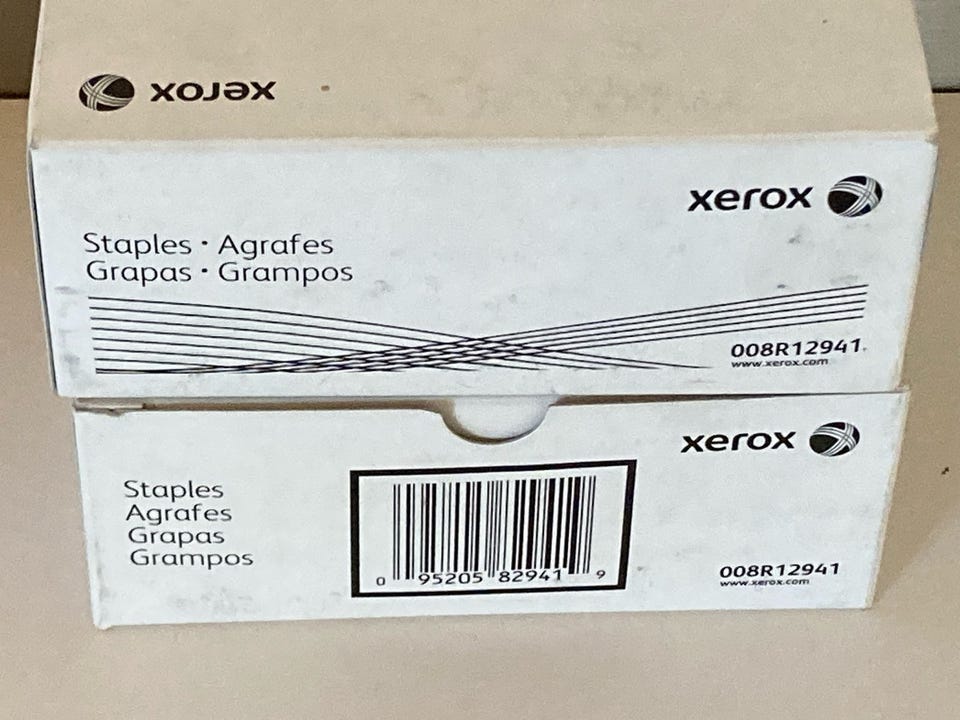 xerox
xerox
Staples • Agrafes
Grapas • Grampos
008R12941
www.xerox.com
xerox
Staples
Agrafes
Grapas
Grampos
0 95205 82941 9
008R12941
www.xerox.com